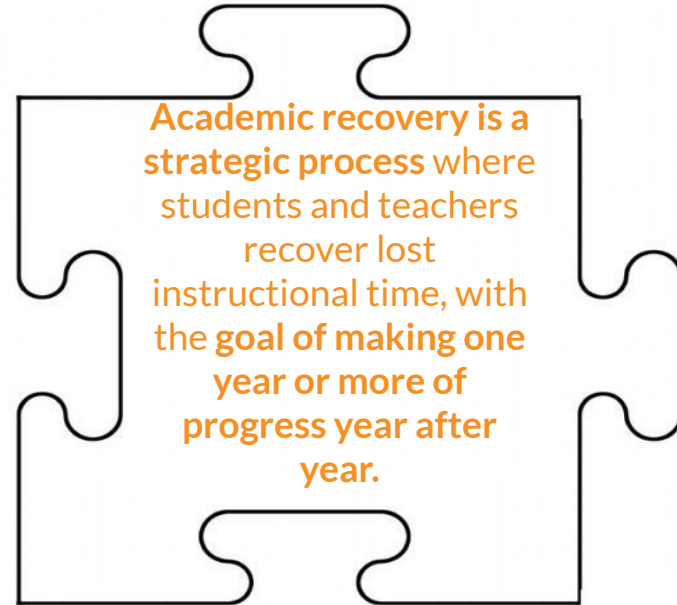 Academic recovery is a
strategic process where
students and teachers
recover lost
instructional time, with
the goal of making one
year or more of
progress year after
year.